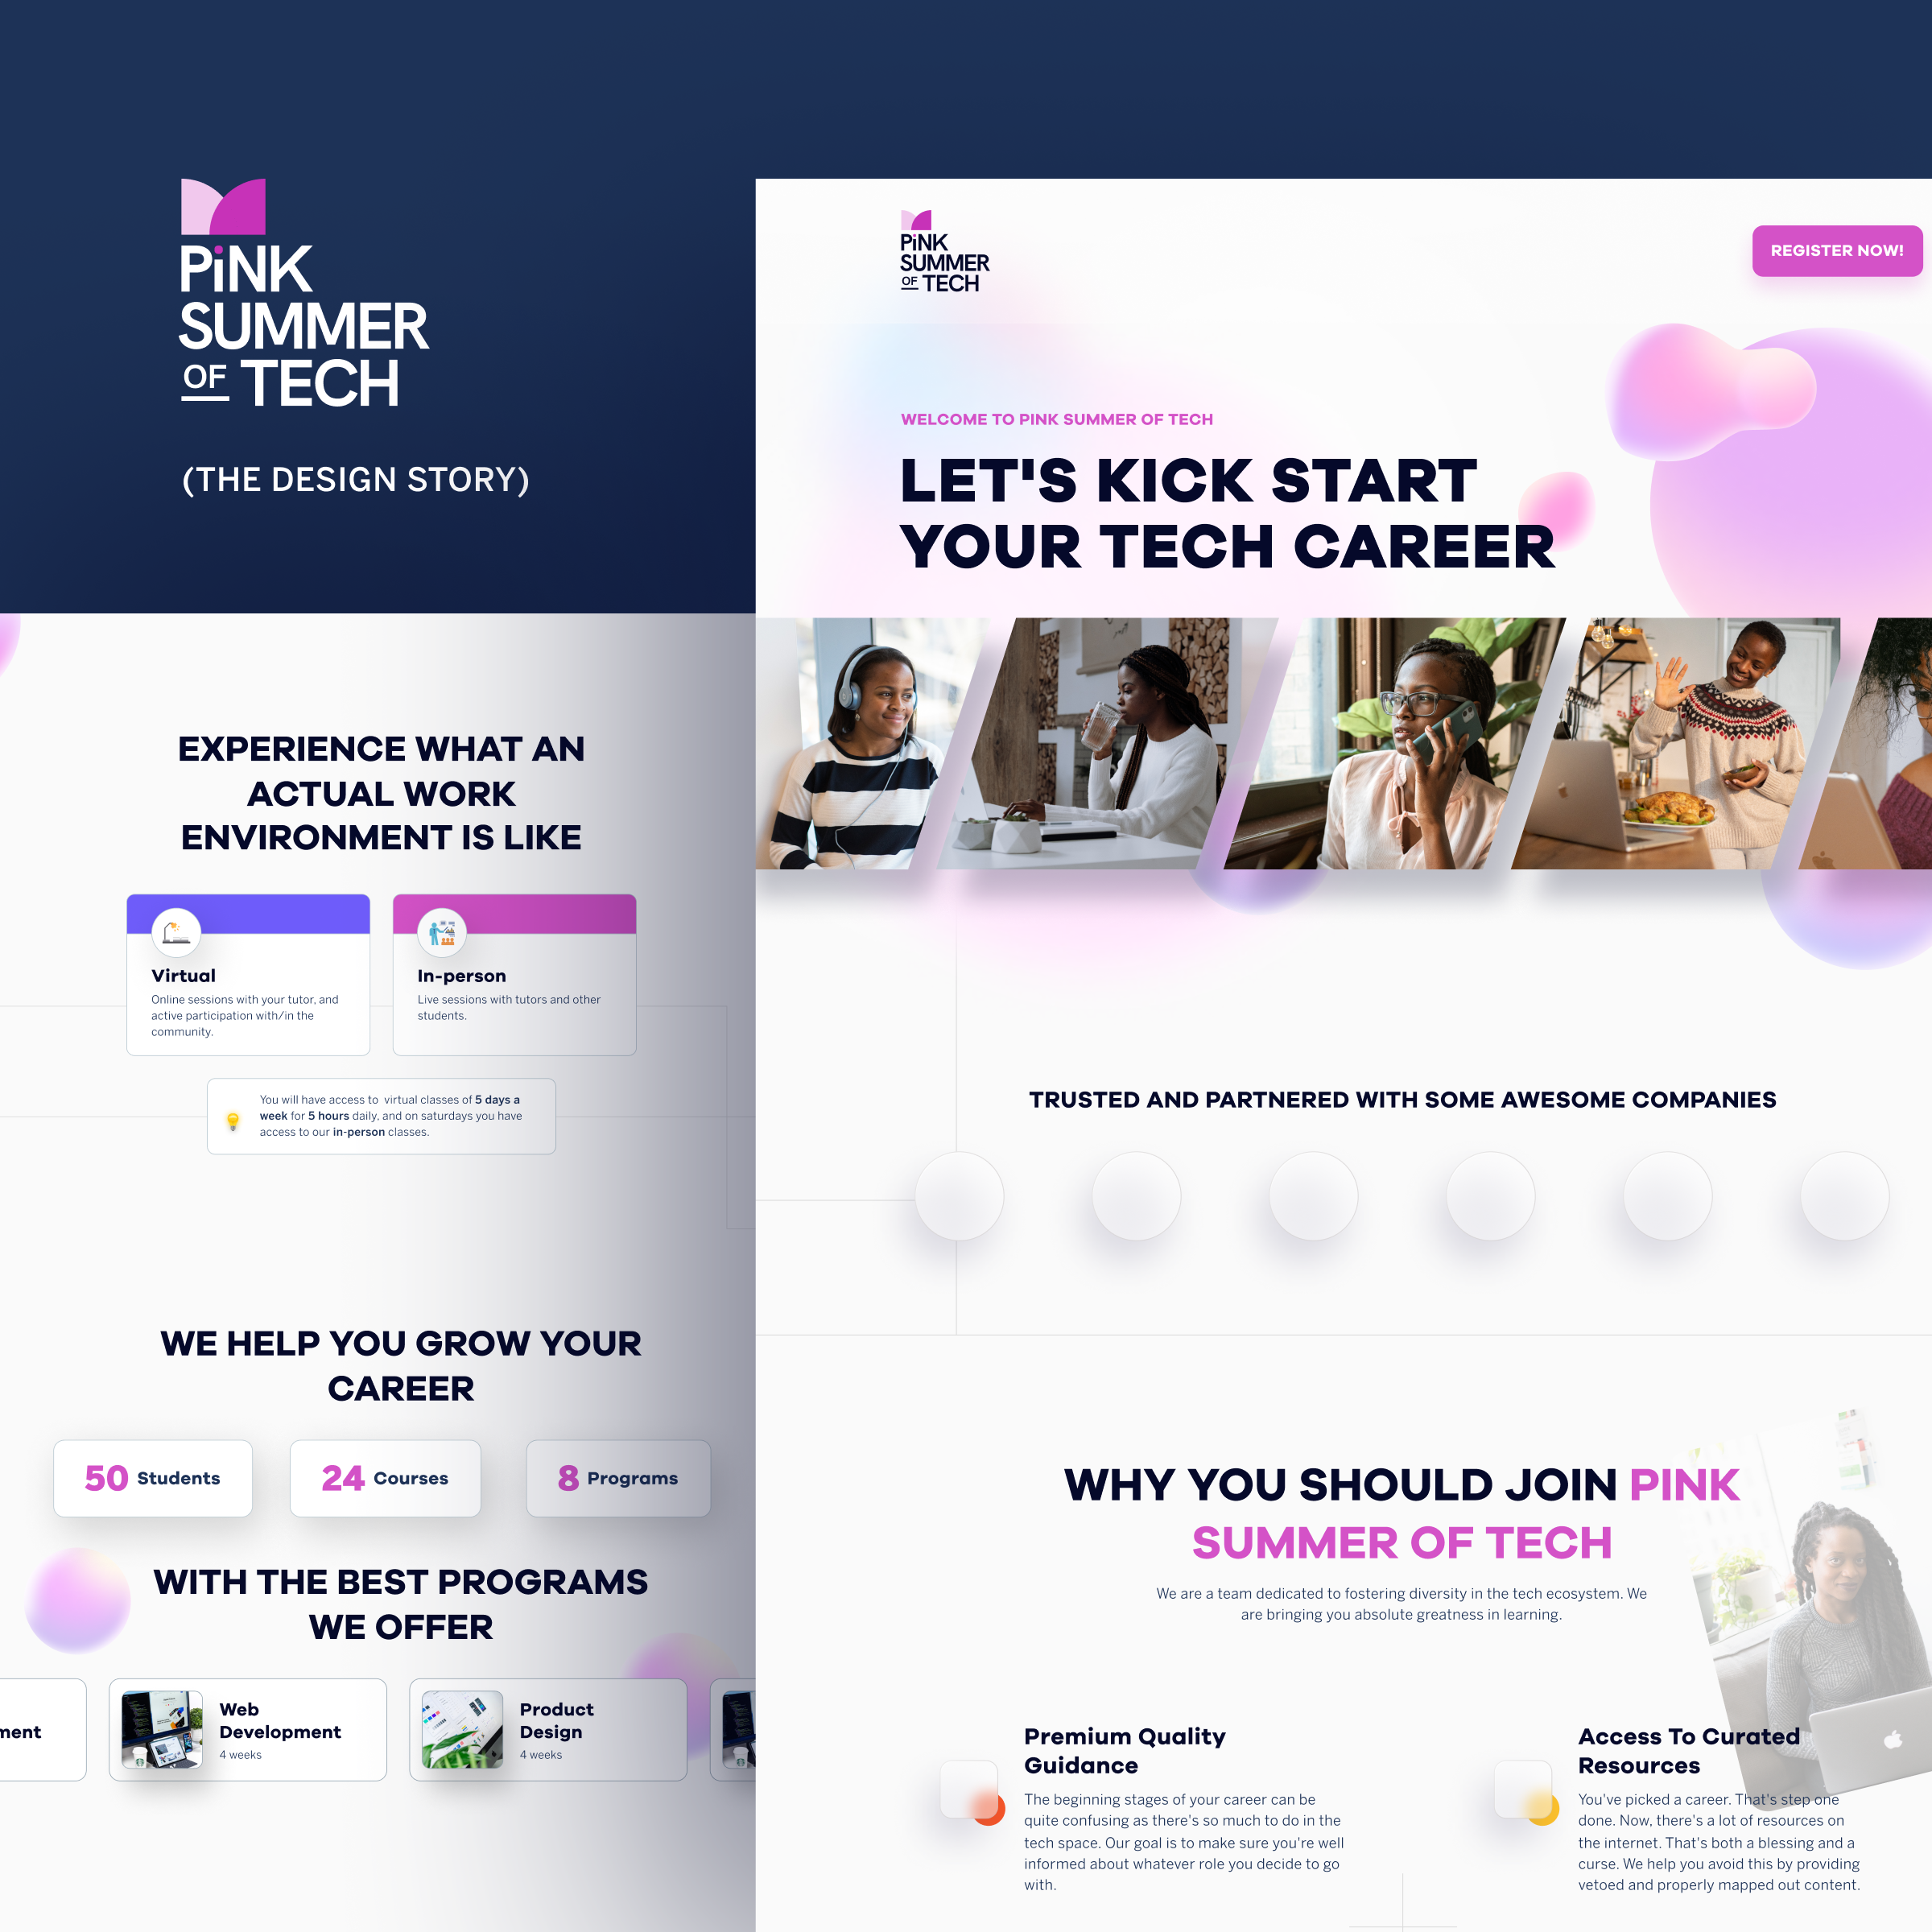 PiNK
SUMMER
OF TECH
(THE DESIGN STORY)
EXPERIENCE WHAT AN
ACTUAL WORK
ENVIRONMENT IS LIKE
Virtual
Online sessions with your tutor, and
active participation with/in the
community.
In-person
Live sessions with tutors and other
students.
You will have access to virtual classes of 5 days a
week for 5 hours daily, and on saturdays you have
access to our in-person classes.
WE HELP YOU GROW YOUR
CAREER
50 Students
24 Courses
8 Programs
WITH THE BEST PROGRAMS
WE OFFER
ment
Web
Development
4 weeks
Product
Design
4 weeks
PiNK
SUMMER
OF TECH
REGISTER NOW!
WELCOME TO PINK SUMMER OF TECH
LET'S KICK START
YOUR TECH CAREER
TRUSTED AND PARTNERED WITH SOME AWESOME COMPANIES
WHY YOU SHOULD JOIN PINK
SUMMER OF TECH
We are a team dedicated to fostering diversity in the tech ecosystem. We
are bringing you absolute greatness in learning.
Premium Quality
Guidance
The beginning stages of your career can be
quite confusing as there's so much to do in the
tech space. Our goal is to make sure you're well
informed about whatever role you decide to go
with.
Access To Curated
Resources
You've picked a career. That's step one
done. Now, there's a lot of resources on
the internet. That's both a blessing and a
curse. We help you avoid this by providing
vetoed and properly mapped out content.